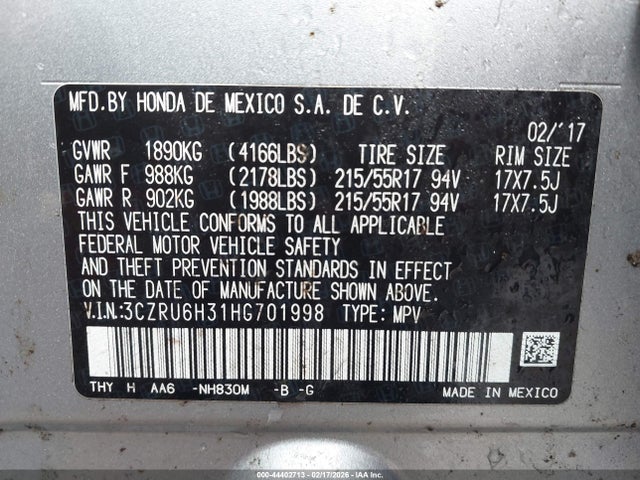 MFD.BY HONDA DE MEXICO S.A. DE C.V.
02/'17
GVWR 1890KG (4166LBS) TIRE SIZE RIM SIZE
GAWR F 988KG (2178LBS) 215/55R17 94V 17X7.5J
GAWR R 902KG (1988LBS) 215/55R17 94V 17X7.5J
THIS VEHICLE CONFORMS TO ALL APPLICABLE
FEDERAL MOTOR VEHICLE SAFETY
AND THEFT PREVENTION STANDARDS IN EFFECT
ON THE DATE OF MANUFACTURE SHOWN ABOVE.
V.I.N:3CZRU6H31HG701998 TYPE: MPV
THY H AA6 -NH830M -B -G
MADE IN MEXICO
© - 44402713 - 02/17/2026 - IAA, LLC